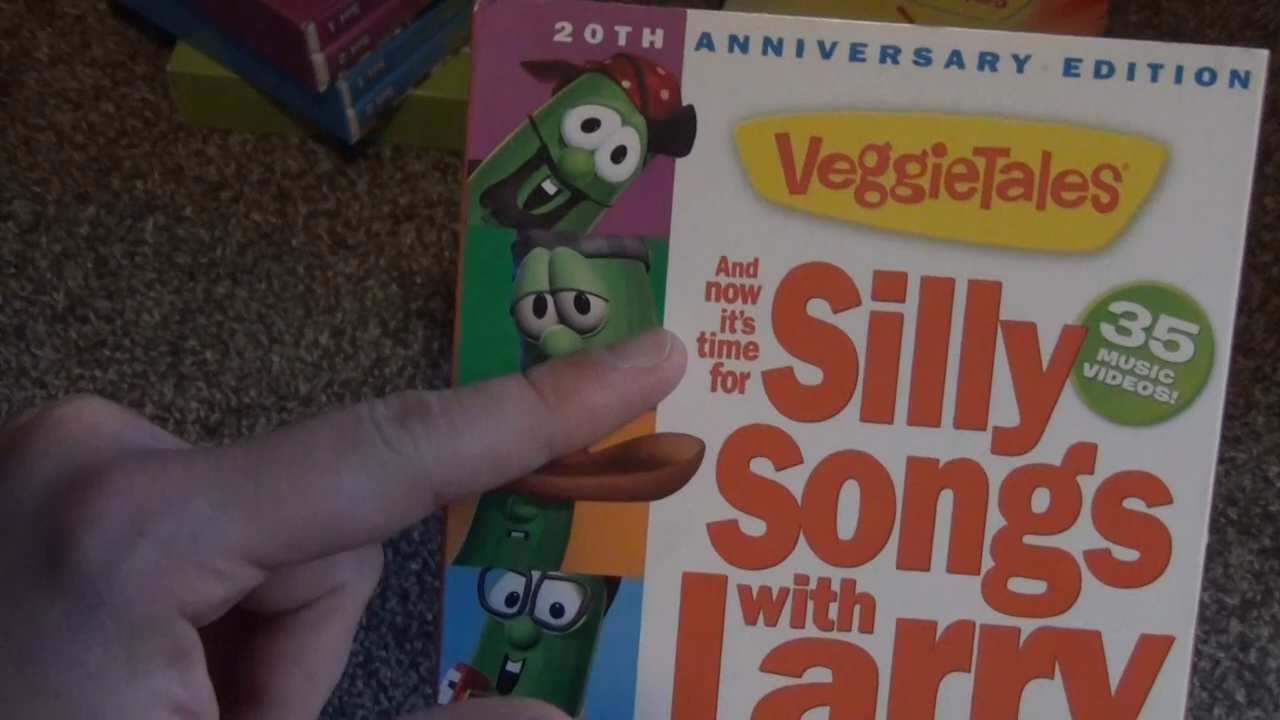 20TH ANNIVERSARY EDITION
VeggieTales®
And
now
it's
time
for
Silly
Songs
with
Larry
35
MUSIC
VIDEOS!